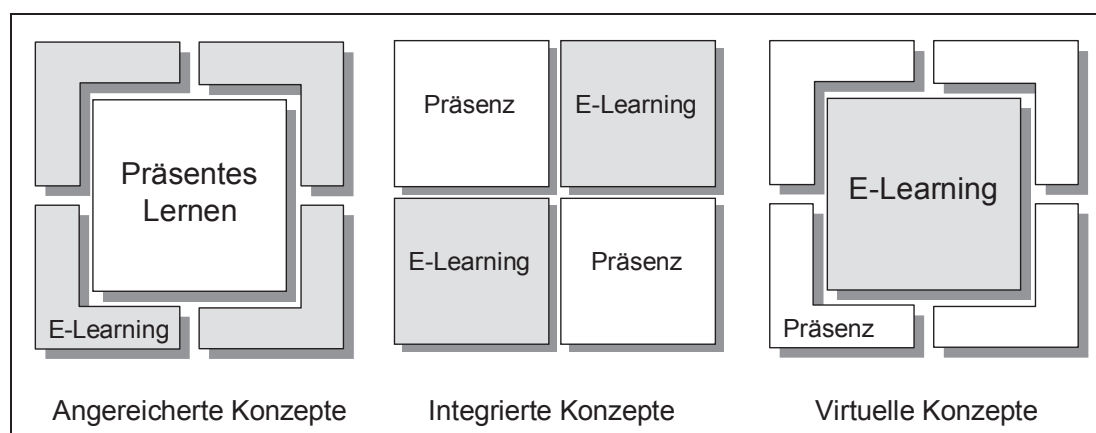 Präsentes
Lernen
E-Learning
Angereicherte Konzepte
Präsenz
E-Learning
E-Learning
Präsenz
Integrierte Konzepte
E-Learning
Präsenz
Virtuelle Konzepte